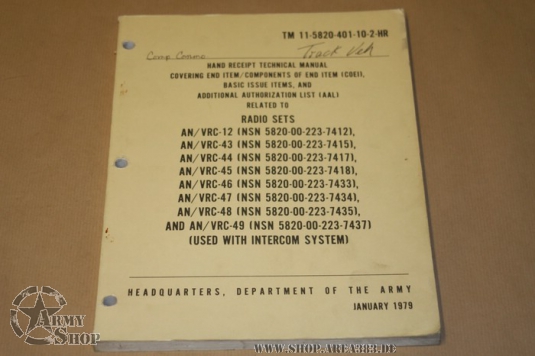 TM 11-5820-401-10-2-HR
Comp Comms Track Veh
HAND RECEIPT TECHNICAL MANUAL
COVERING END ITEM/COMPONENTS OF END ITEM (COEI),
BASIC ISSUE ITEMS, AND
ADDITIONAL AUTHORIZATION LIST (AAL)
RELATED TO
RADIO SETS
AN/VRC-12 (NSN 5820-00-223-7412),
AN/VRC-43 (NSN 5820-00-223-7415),
AN/VRC-44 (NSN 5820-00-223-7417),
AN/VRC-45 (NSN 5820-00-223-7418),
AN/VRC-46 (NSN 5820-00-223-7433),
AN/VRC-47 (NSN 5820-00-223-7434),
AN/VRC-48 (NSN 5820-00-223-7435),
AND AN/VRC-49 (NSN 5820-00-223-7437)
(USED WITH INTERCOM SYSTEM)
HEADQUARTERS, DEPARTMENT OF THE ARMY
JANUARY 1979
ARMY
SHOP